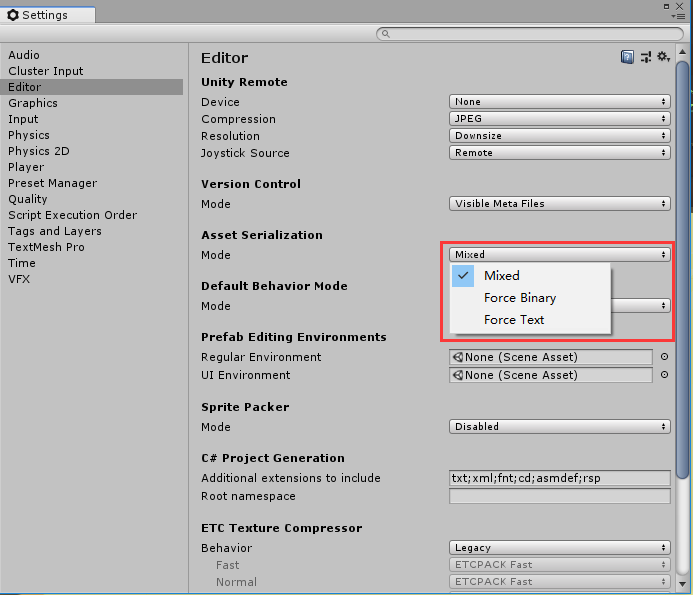 Settings
Audio
Cluster Input
Editor
Graphics
Input
Physics
Physics 2D
Player
Preset Manager
Quality
Script Execution Order
Tags and Layers
TextMesh Pro
Time
VFX
Editor
Unity Remote
Device None
Compression JPEG
Resolution Downsize
Joystick Source Remote
Version Control
Mode Visible Meta Files
Asset Serialization
Mode Mixed
Mixed
Force Binary
Force Text
Default Behavior Mode
Mode
Prefab Editing Environments
Regular Environment None (Scene Asset)
UI Environment None (Scene Asset)
Sprite Packer
Mode Disabled
C# Project Generation
Additional extensions to include txt;xml;fnt;cd;asmdef;rsp
Root namespace
ETC Texture Compressor
Behavior Legacy
Fast ETCPACK Fast
Normal ETCPACK Fast